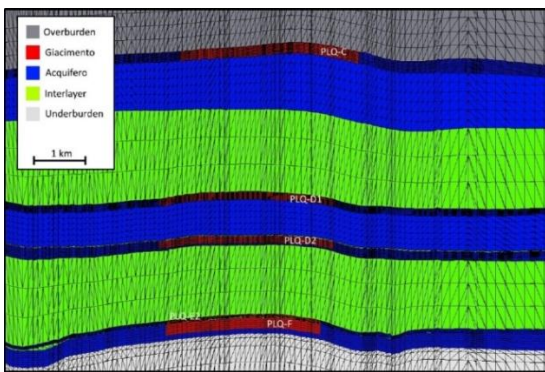 Overburden
Giacimento
Acquifero
Interlayer
Underburden
1 km
PLQ-C
PLQ-D1
PLQ-D2
PLQ-F